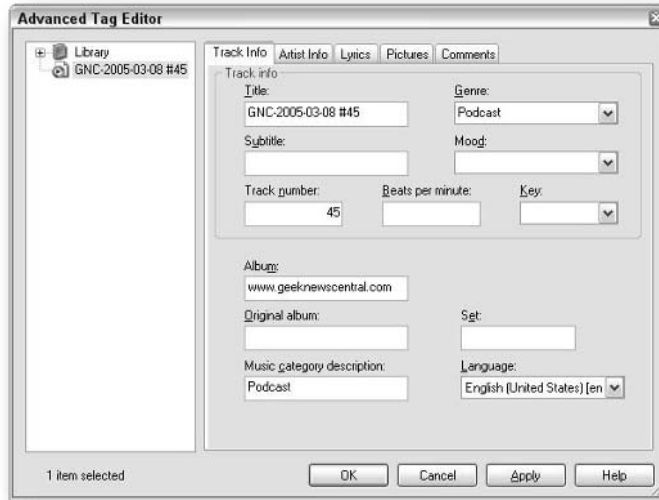 Advanced Tag Editor
Library
GNC-2005-03-08 #45
Track Info Artist Info Lyrics Pictures Comments
Track info
Title: Genre:
GNC-2005-03-08 #45 Podcast
Subtitle: Mood:
Track number: Beats per minute: Key:
45
Album:
www.geeknewscentral.com
Original album: Set:
Music category description: Language:
Podcast English (United States) [en
1 item selected OK Cancel Apply Help